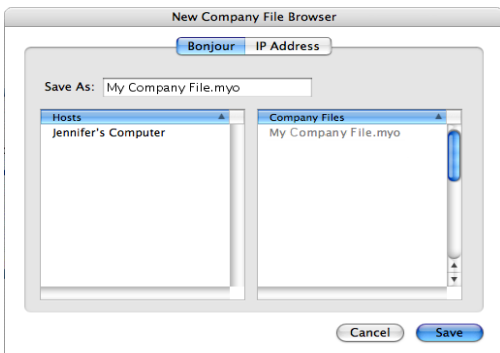 New Company File Browser
Bonjour IP Address
Save As: My Company File.myo
Hosts Company Files
Jennifer's Computer My Company File.myo
Cancel Save